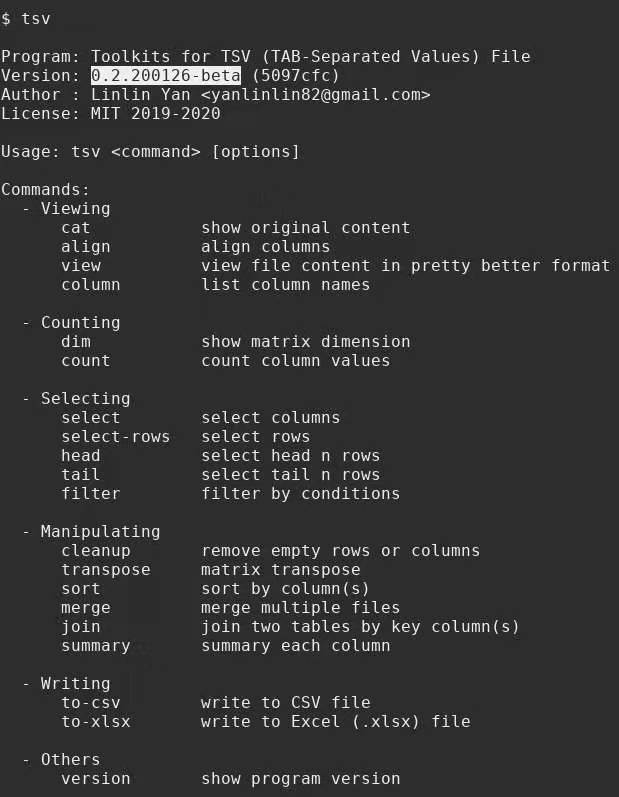 $ tsv
Program: Toolkits for TSV (TAB-Separated Values) File
Version: 0.2.200126-beta (5097cfc)
Author : Linlin Yan <yanlinlin82@gmail.com>
License: MIT 2019-2020
Usage: tsv <command> [options]
Commands:
- Viewing
cat show original content
align align columns
view view file content in pretty better format
column list column names
- Counting
dim show matrix dimension
count count column values
- Selecting
select select columns
select-rows select rows
head select head n rows
tail select tail n rows
filter filter by conditions
- Manipulating
cleanup remove empty rows or columns
transpose matrix transpose
sort sort by column(s)
merge merge multiple files
join join two tables by key column(s)
summary summary each column
- Writing
to-csv write to CSV file
to-xlsx write to Excel (.xlsx) file
- Others
version show program version